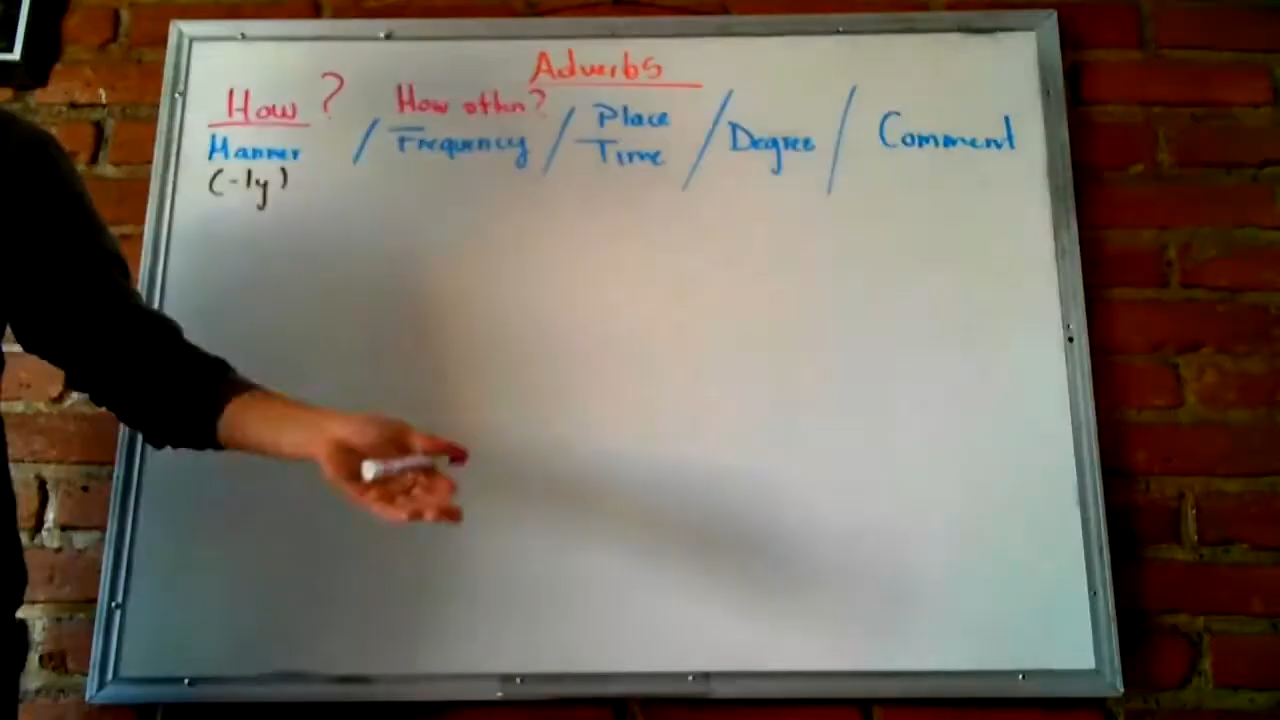 Adverbs
How ? How often?
Manner / Frequency / Place / Degree / Comment
Time
(-ly)